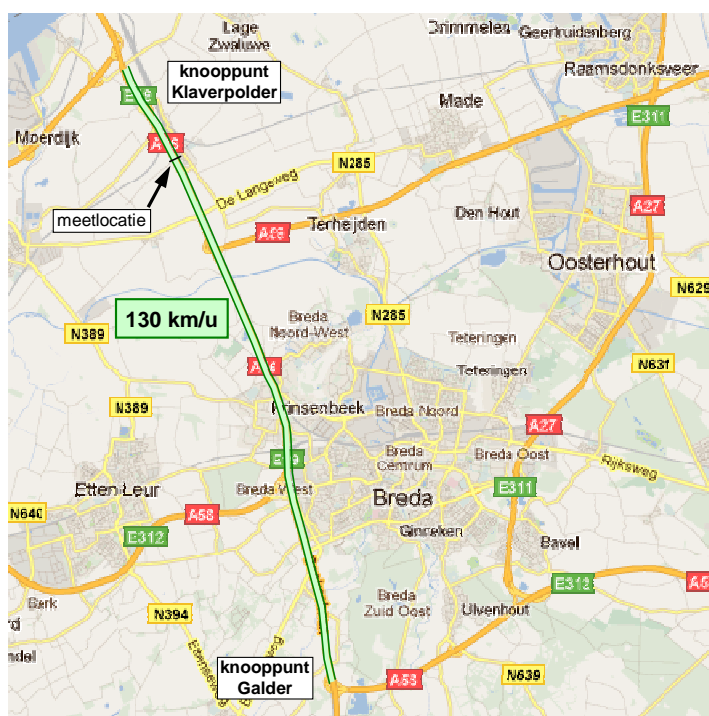 Lage
Zwaluwe
Drimmelen
Geertruidenberg
knooppunt
Klaverpolder
Raamsdonksveer
Made
E311
Moerdijk
N285
De Langeweg
meetlocatie
A27
Den Hout
Terheijden
A59
Oosterhout
N629
130 km/u
Breda
Noord-West
N285
N389
Teteringen
N631
Teteringen
N389
Prinsenbeek
Breda Noord
A27
Breda
Centrum
Breda Oost
Rijksweg
E19
Etten-Leur
Breda West
Breda
E311
N640
A58
Ginneken
E312
Bavel
E312
Breda
Zuid Oost
Ulvenhout
N394
knooppunt
Galder
A58
N639